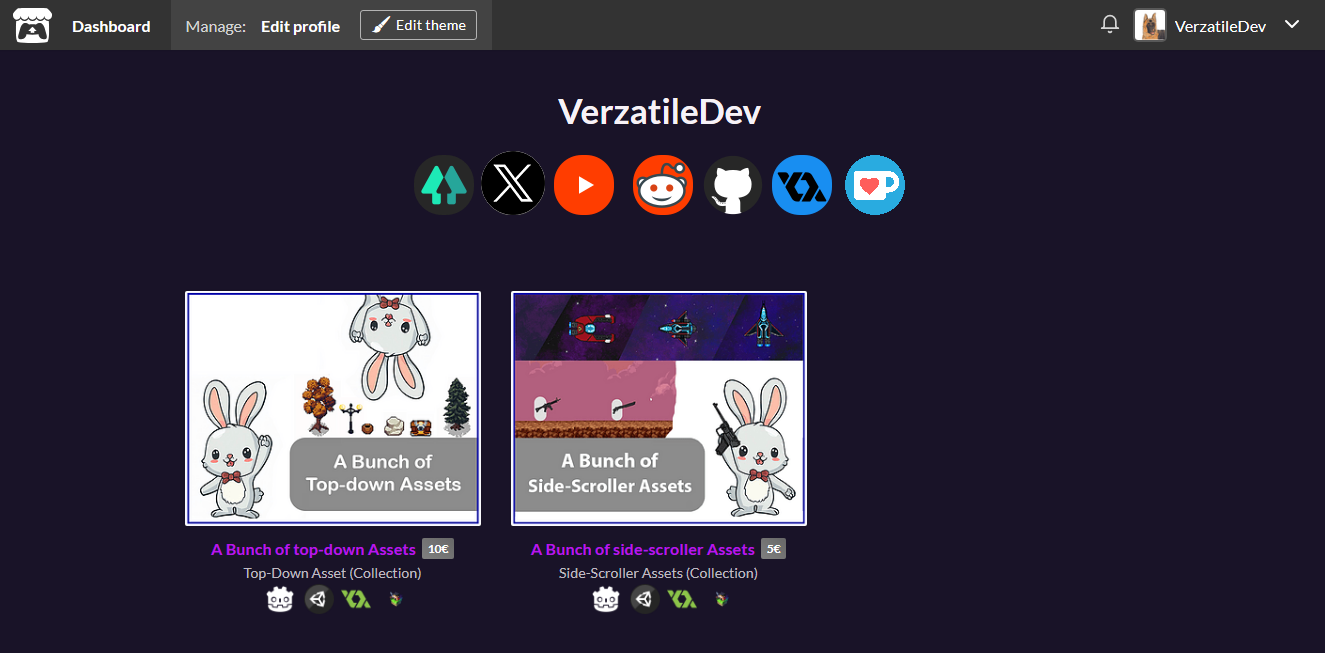 Dashboard Manage: Edit profile Edit theme VerzatileDev
VerzatileDev
A Bunch of
Top-down Assets
A Bunch of
Side-Scroller Assets
A Bunch of top-down Assets 10€
Top-Down Asset (Collection)
A Bunch of side-scroller Assets 5€
Side-Scroller Assets (Collection)